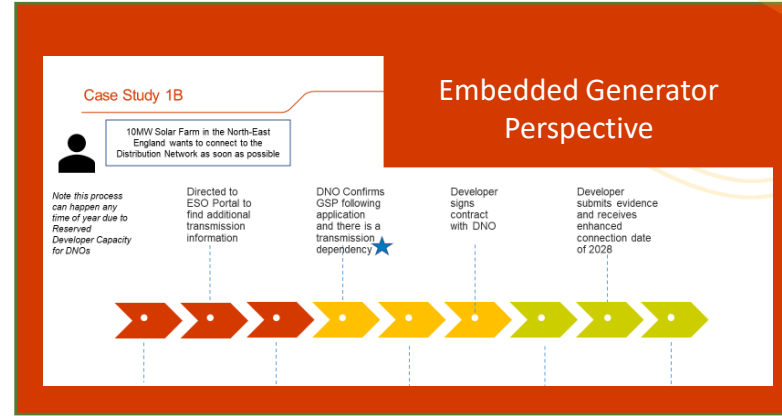 Embedded Generator
Perspective
Case Study 1B
10MW Solar Farm in the North-East
England wants to connect to the
Distribution Network as soon as possible
Note this process
can happen any
time of year due to
Reserved
Developer Capacity
for DNOs
Directed to
ESO Portal to
find additional
transmission
information
DNO Confirms
GSP following
application
and there is a
transmission
dependency
Developer
signs
contract
with DNO
Developer
submits evidence
and receives
enhanced
connection date
of 2028